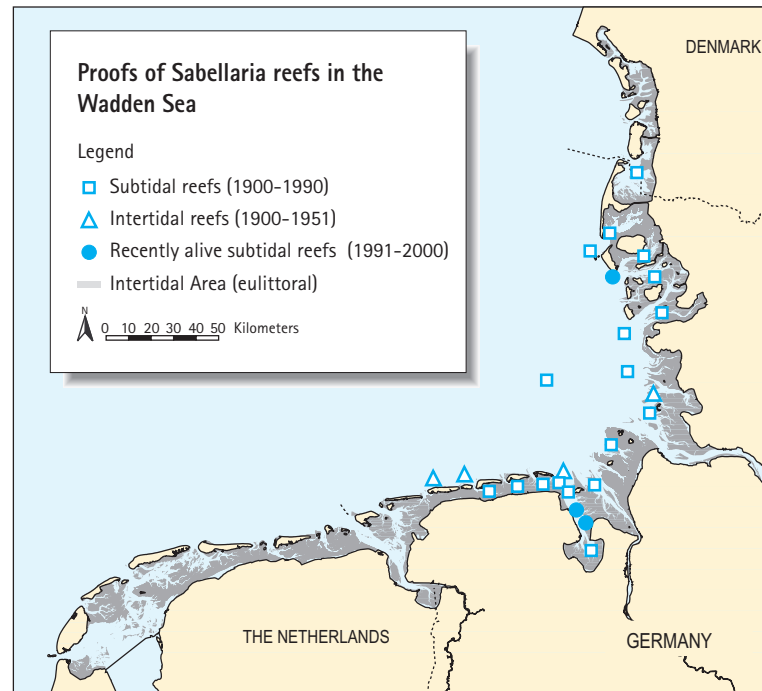 DENMARK
Proofs of Sabellaria reefs in the
Wadden Sea
Legend
Subtidal reefs (1900-1990)
Intertidal reefs (1900-1951)
Recently alive subtidal reefs (1991-2000)
Intertidal Area (eulittoral)
N
0 10 20 30 40 50 Kilometers
THE NETHERLANDS
GERMANY